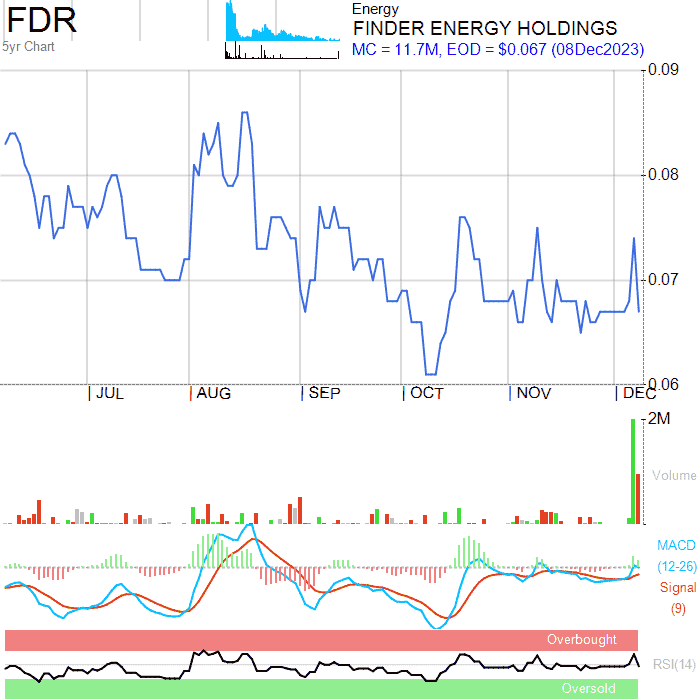 FDR
5yr Chart
Energy
FINDER ENERGY HOLDINGS
MC = 11.7M, EOD = $0.067 (08Dec2023)
0.09
0.08
0.07
0.06
JUL
AUG
SEP
OCT
NOV
DEC
2M
Volume
MACD
(12-26)
Signal
(9)
Overbought
RSI(14)
Oversold